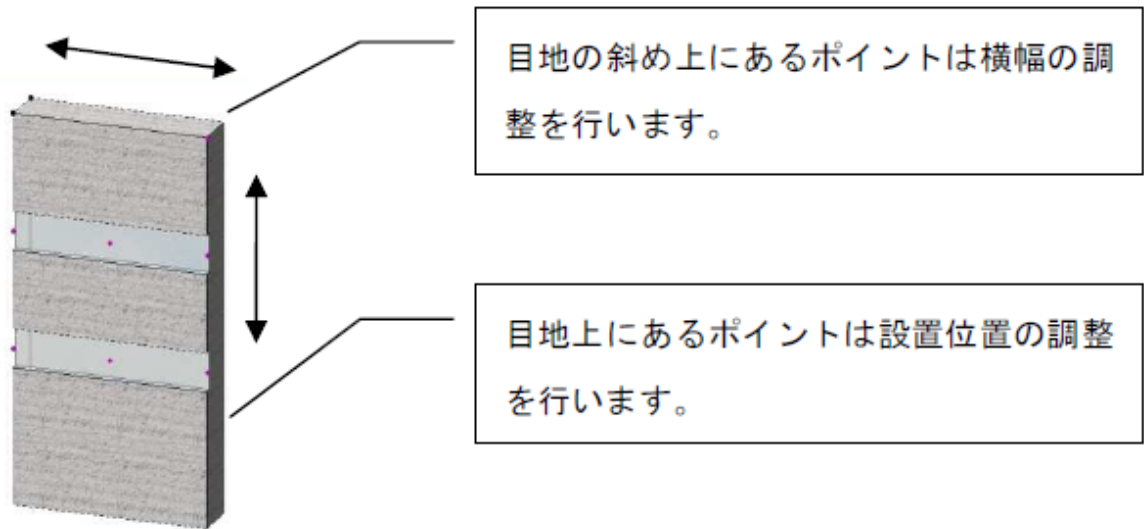 目地の斜め上にあるポイントは横幅の調
整を行います。
目地上にあるポイントは設置位置の調整
を行います。